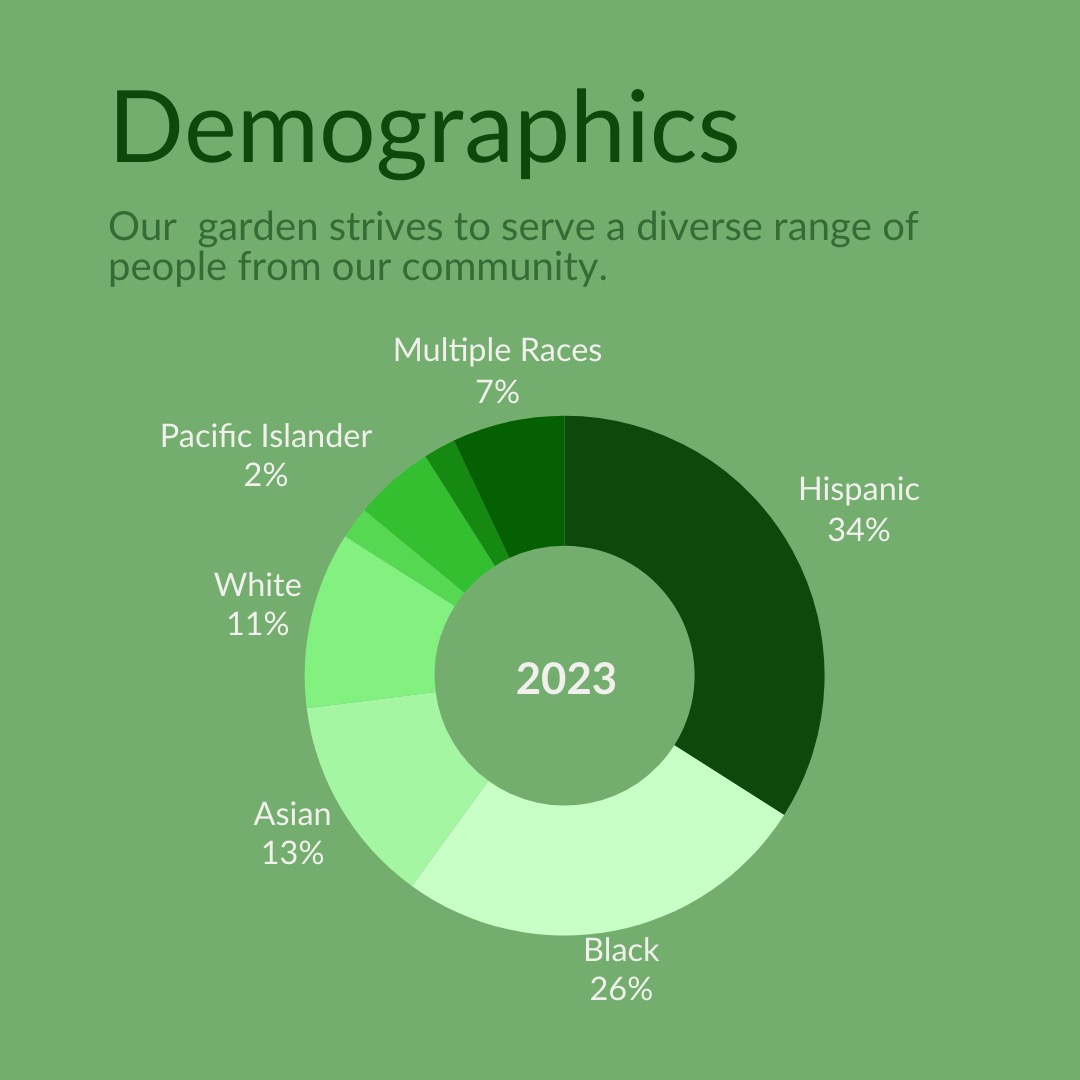 Demographics
Our  garden strives to serve a diverse range of
people from our community.
Multiple Races
7%
Pacific Islander
2%
Hispanic
34%
White
11%
2023
Asian
13%
Black
26%